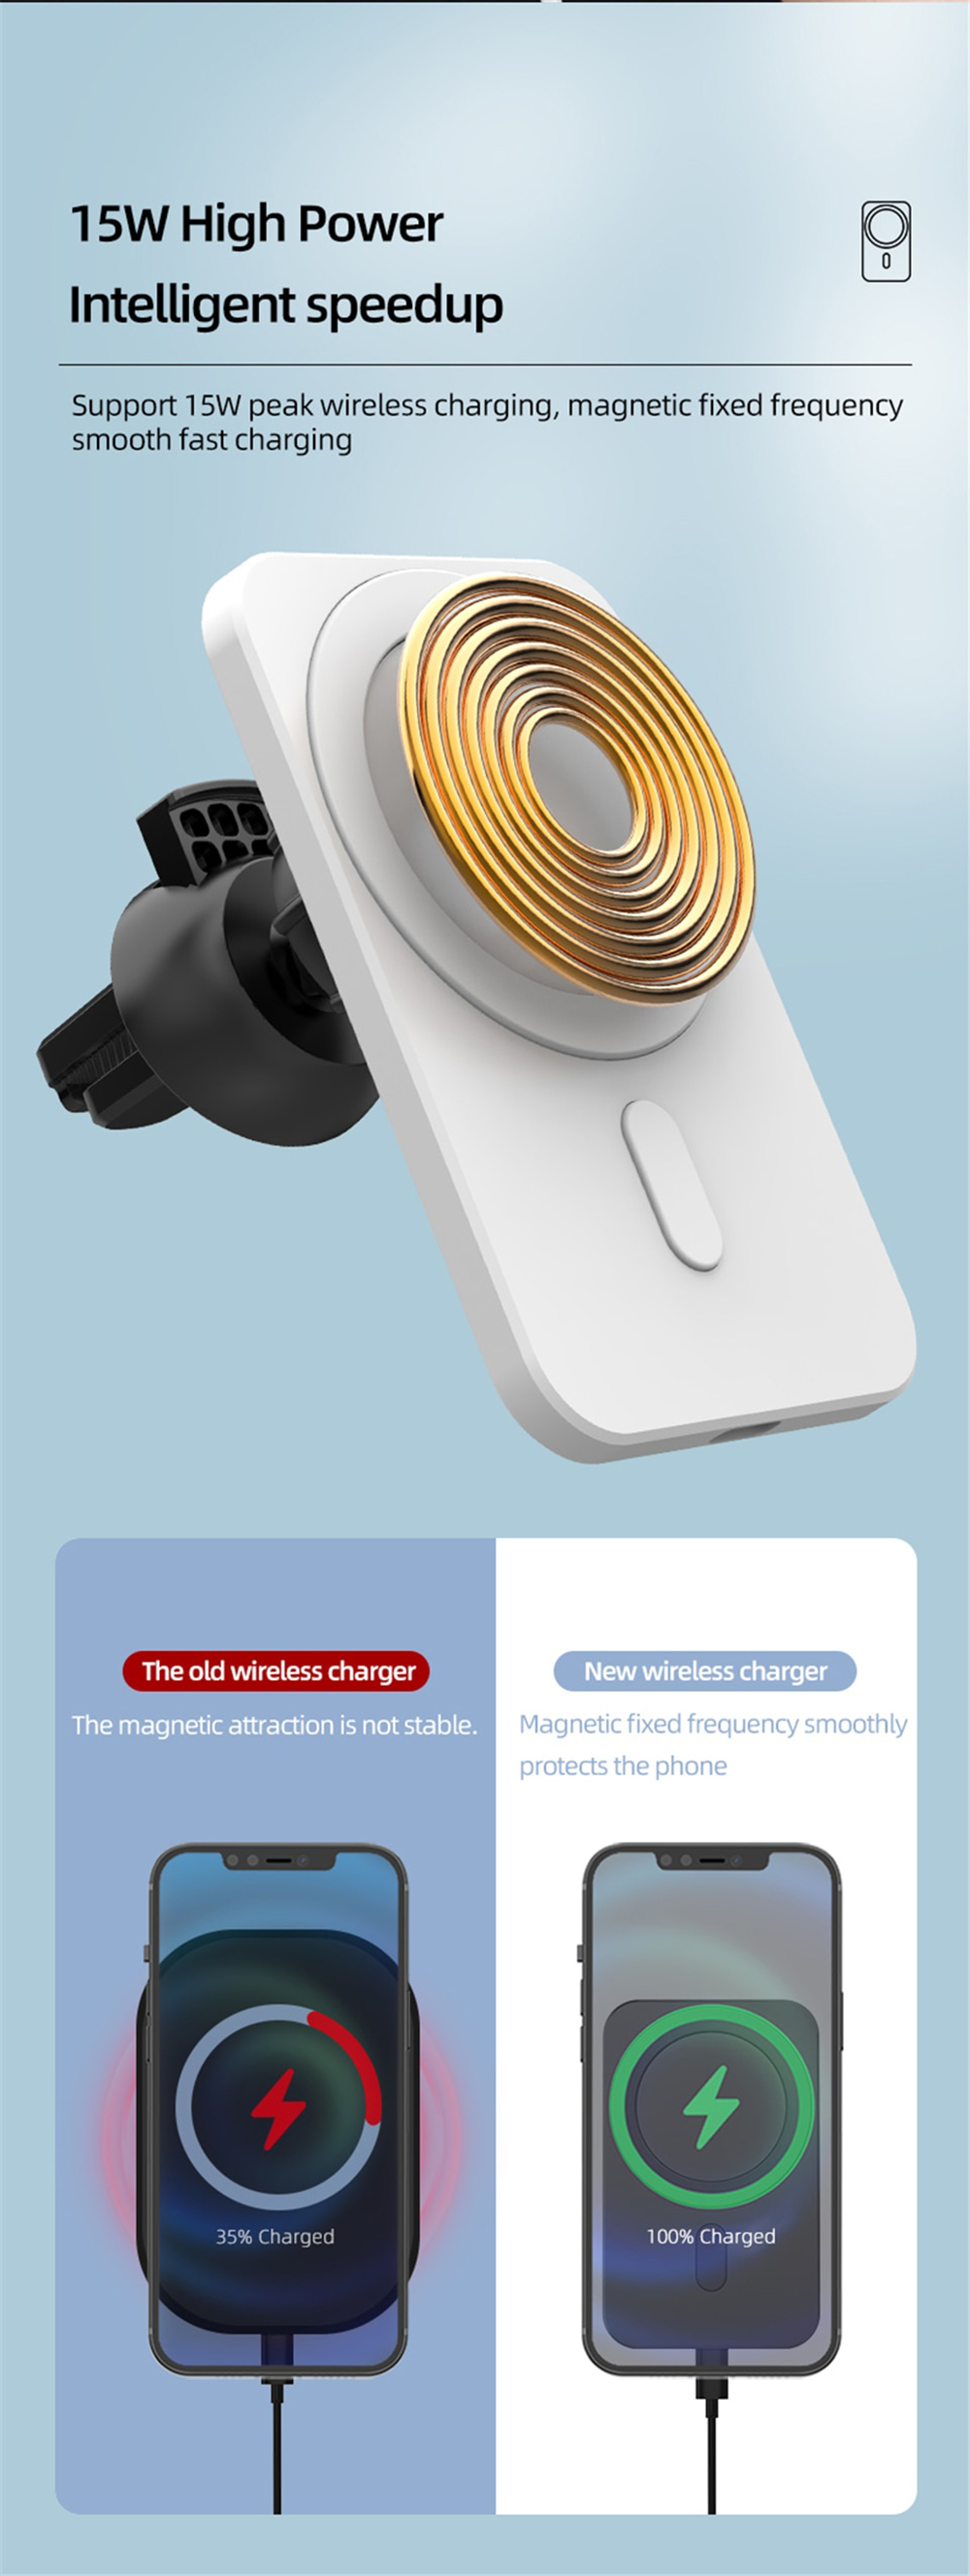 15W High Power
Intelligent speedup
Support 15W peak wireless charging, magnetic fixed frequency
smooth fast charging
The old wireless charger
The magnetic attraction is not stable.
35% Charged
New wireless charger
Magnetic fixed frequency smoothly
protects the phone
100% Charged